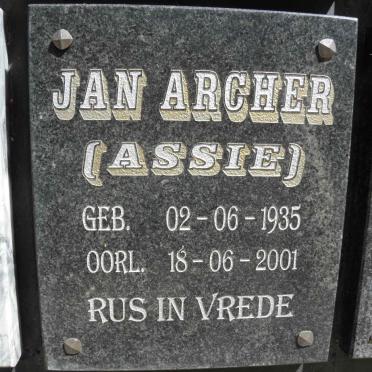 JAN ARCHER
(ASSIE)
GEB. 02-06-1935
OORL. 18-06-2001
RUS IN VREDE